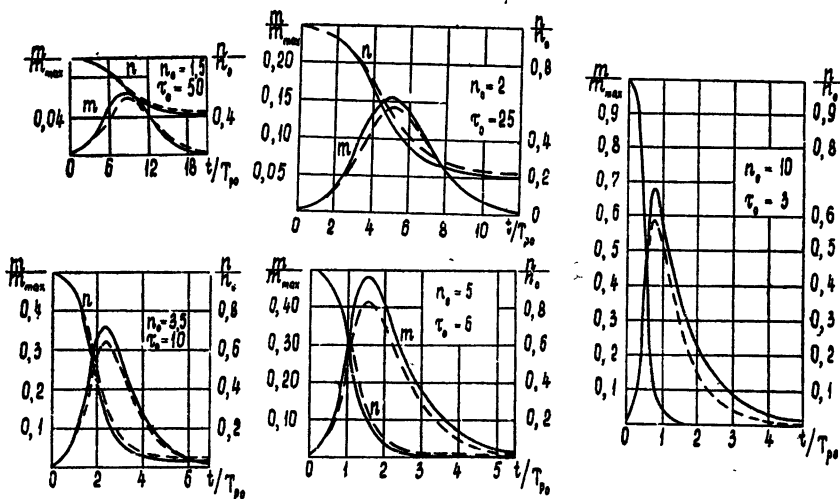 m/m_max n/n_0
n_0 = 1,5
τ_0 = 50
n
m
0,04 0,4
0 6 12 18 t/T_p0
m/m_max n/n_0
0,20 0,8
n
n_0 = 2
τ_0 = 25
0,15
0,10 0,4
m
0,05 0,2
0
0 2 4 6 8 10 t/T_p0
m/m_max n/n_0
0,9 0,9
0,8 0,8
0,7
n_0 = 10
τ_0 = 3
0,6 0,6
0,5 0,5
0,4 0,4
0,3 0,3
0,2 0,2
0,1 0,1
0 1 2 3 4 5 t/T_p0
m/m_max n/n_0
0,4 0,8
n
n_0 = 3,5
τ_0 = 10
0,3 0,6
0,2 0,4
0,1 0,2
0 2 4 6 t/T_p0
m/m_max n/n_0
n_0 = 5
τ_0 = 6
0,40 0,8
m
0,30 0,6
0,20 0,4
n
0,10 0,2
0 1 2 3 4 5 t/T_p0